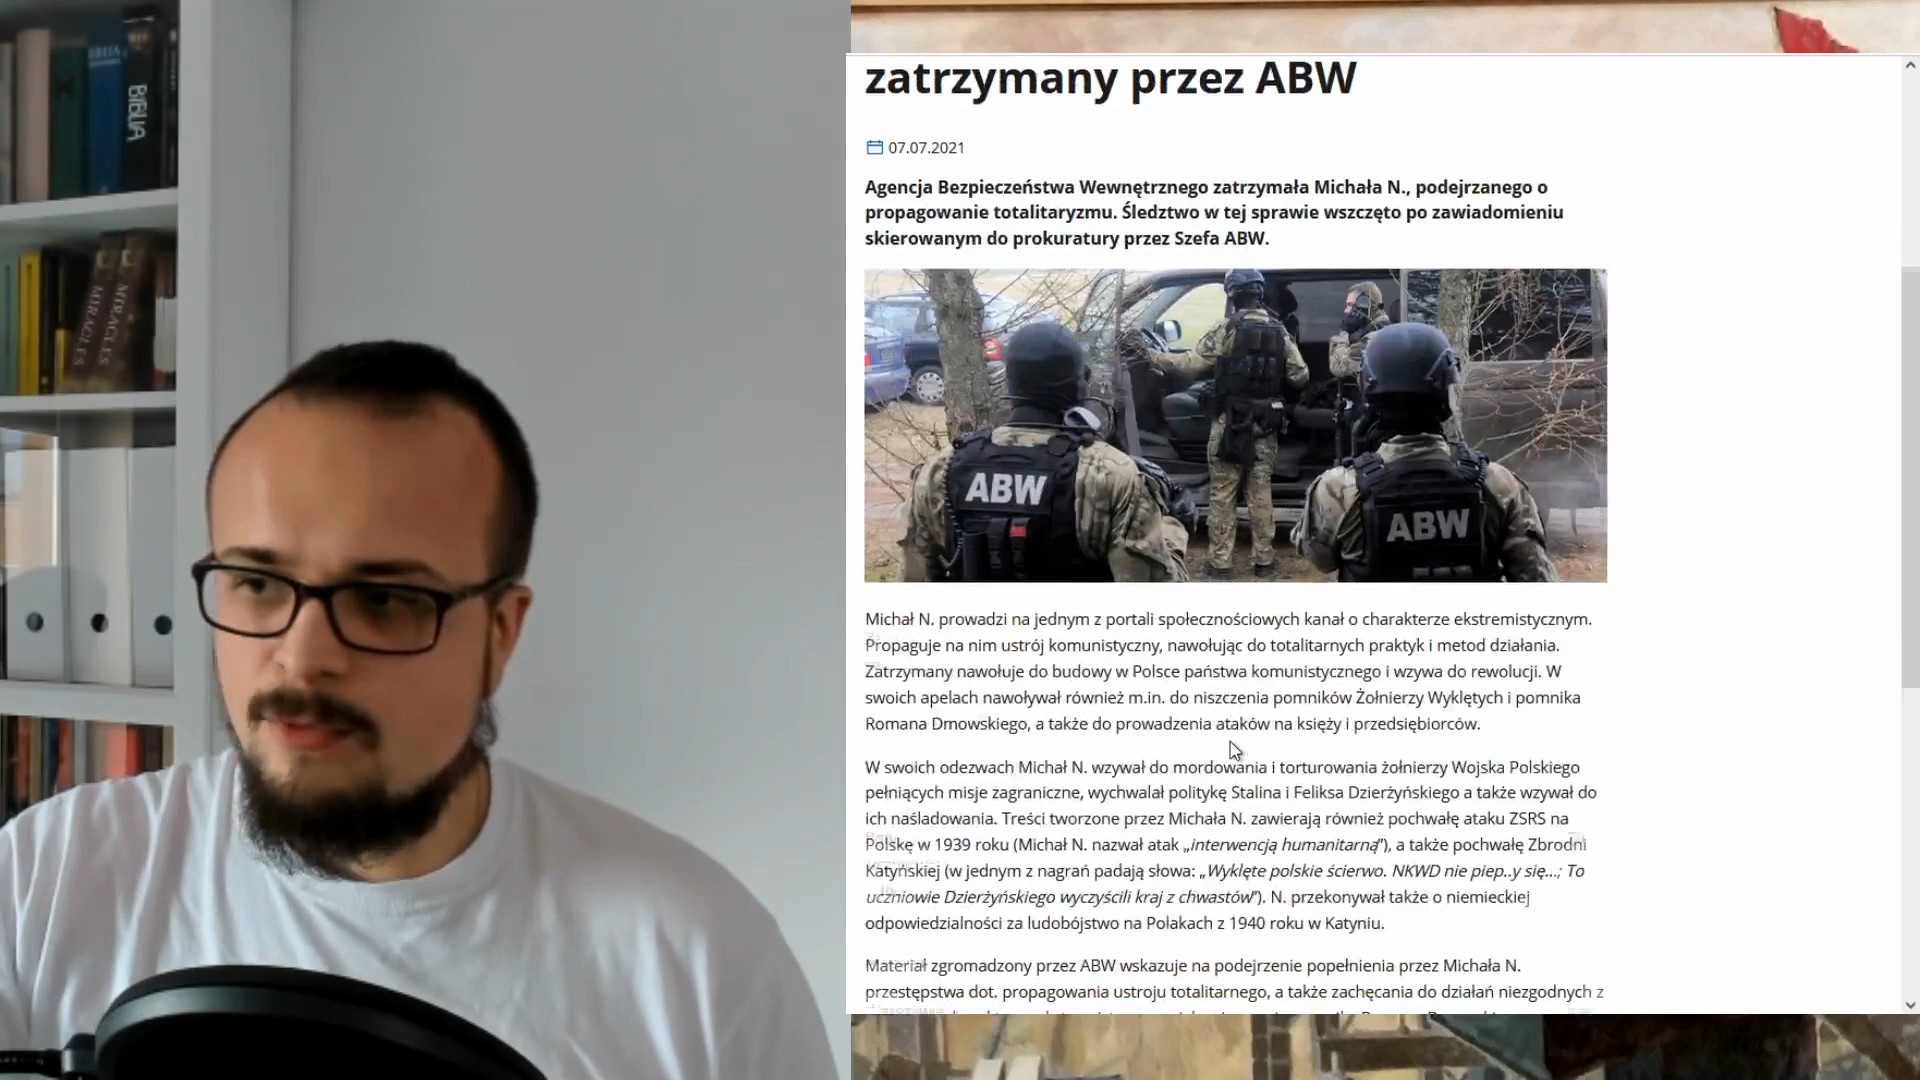 BIBLIA
BIBLIA
MIRACLES
MIRACLES
zatrzymany przez ABW
07.07.2021
Agencja Bezpieczeństwa Wewnętrznego zatrzymała Michała N., podejrzanego o
propagowanie totalitaryzmu. Śledztwo w tej sprawie wszczęto po zawiadomieniu
skierowanym do prokuratury przez Szefa ABW.
ABW
ABW
Michał N. prowadzi na jednym z portali społecznościowych kanał o charakterze ekstremistycznym.
Propaguje na nim ustrój komunistyczny, nawołując do totalitarnych praktyk i metod działania.
Zatrzymany nawołuje do budowy w Polsce państwa komunistycznego i wzywa do rewolucji. W
swoich apelach nawoływał również m.in. do niszczenia pomników Żołnierzy Wyklętych i pomnika
Romana Dmowskiego, a także do prowadzenia ataków na księży i przedsiębiorców.
W swoich odezwach Michał N. wzywał do mordowania i torturowania żołnierzy Wojska Polskiego
pełniących misje zagraniczne, wychwalał politykę Stalina i Feliksa Dzierżyńskiego a także wzywał do
ich naśladowania. Treści tworzone przez Michała N. zawierają również pochwałę ataku ZSRS na
Polskę w 1939 roku (Michał N. nazwał atak „interwencją humanitarną”), a także pochwałę Zbrodni
Katyńskiej (w jednym z nagrań padają słowa: „Wyklęte polskie ścierwo. NKWD nie piep..y się...; To
uczniowie Dzierżyńskiego wyczyścili kraj z chwastów”). N. przekonywał także o niemieckiej
odpowiedzialności za ludobójstwo na Polakach z 1940 roku w Katyniu.
Materiał zgromadzony przez ABW wskazuje na podejrzenie popełnienia przez Michała N.
przestępstwa dot. propagowania ustroju totalitarnego, a także zachęcania do działań niezgodnych z